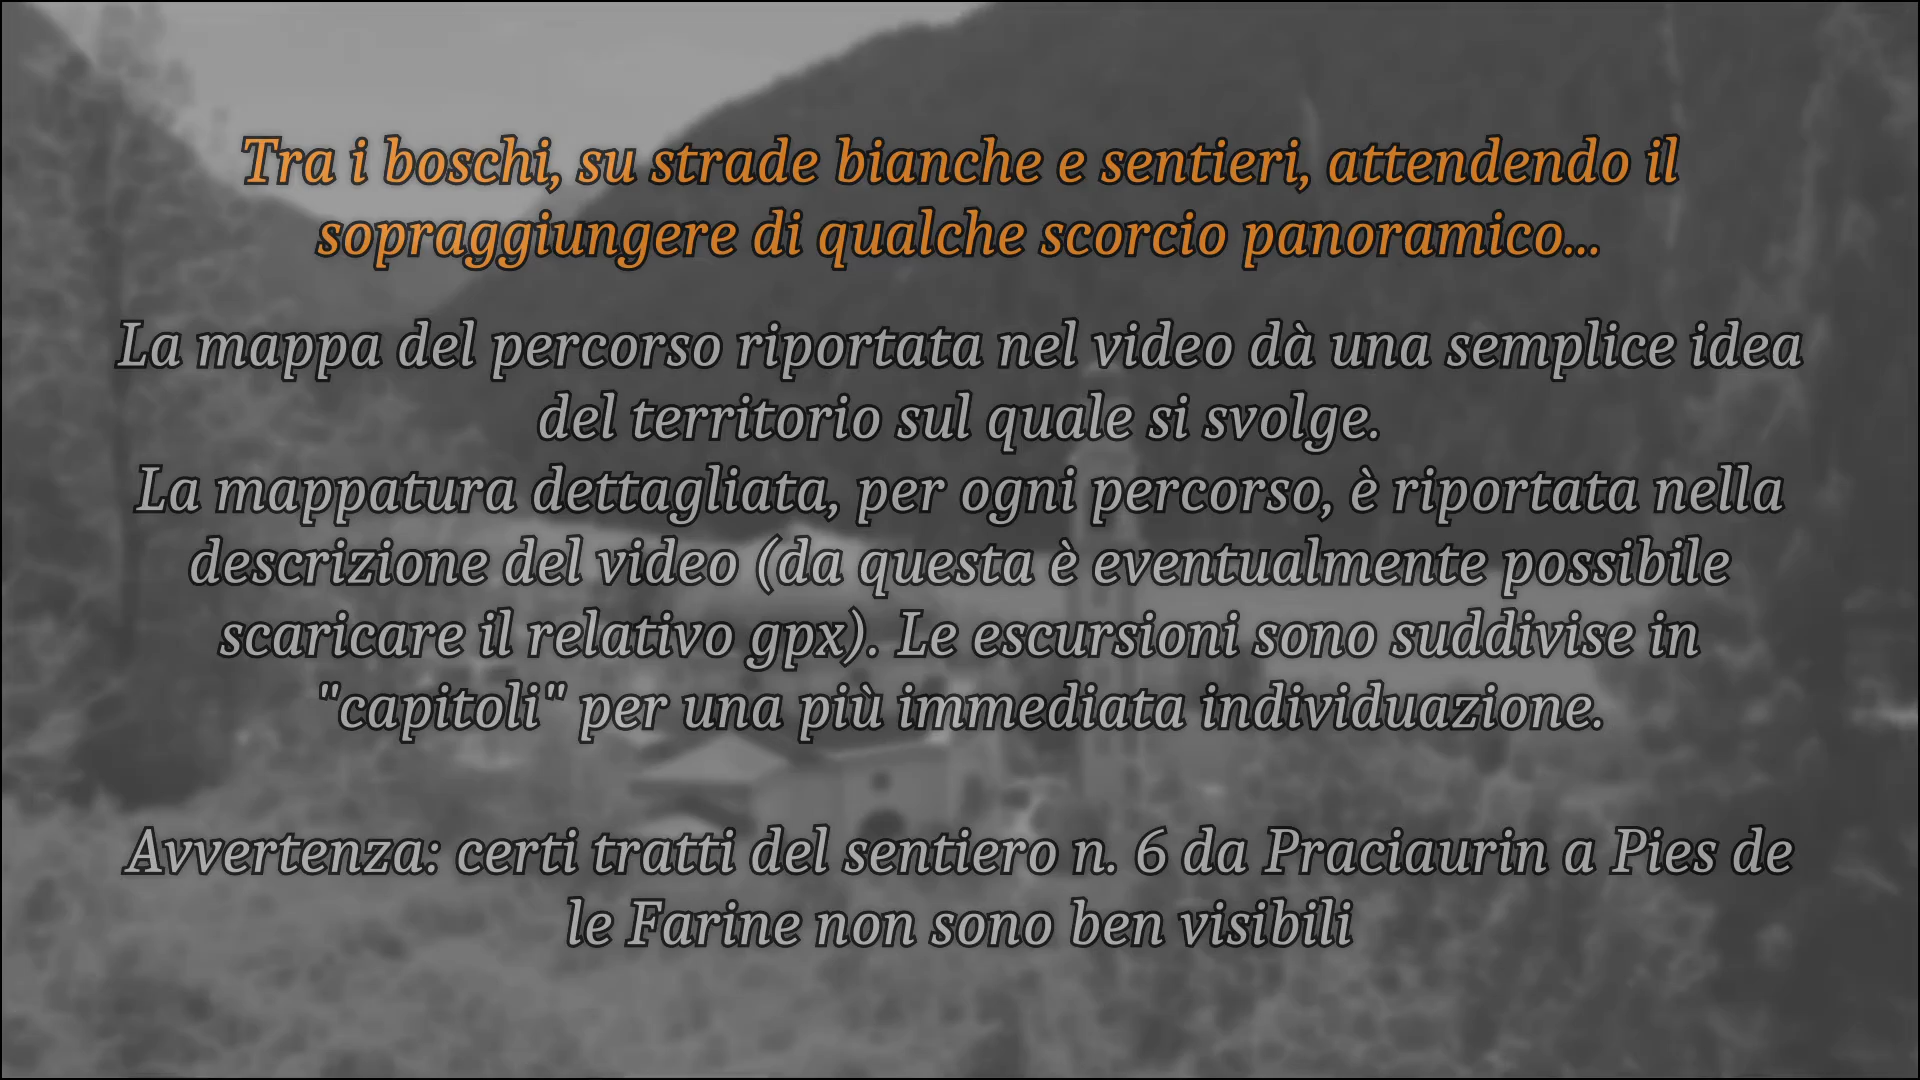 Tra i boschi, su strade bianche e sentieri, attendendo il
sopraggiungere di qualche scorcio panoramico...
La mappa del percorso riportata nel video dà una semplice idea
del territorio sul quale si svolge.
La mappatura dettagliata, per ogni percorso, è riportata nella
descrizione del video (da questa è eventualmente possibile
scaricare il relativo gpx). Le escursioni sono suddivise in
"capitoli" per una più immediata individuazione.
Avvertenza: certi tratti del sentiero n. 6 da Praciaurin a Pies de
le Farine non sono ben visibili